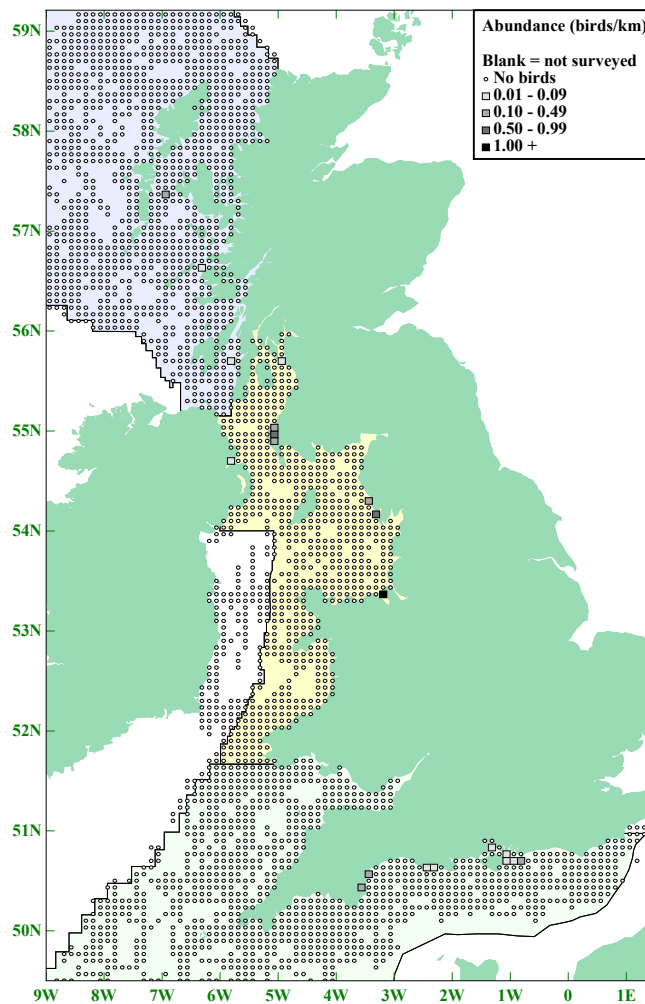 Abundance (birds/km)
Blank = not surveyed
No birds
0.01 - 0.09
0.10 - 0.49
0.50 - 0.99
1.00 +
59N
58N
57N
56N
55N
54N
53N
52N
51N
50N
9W 8W 7W 6W 5W 4W 3W 2W 1W 0 1E